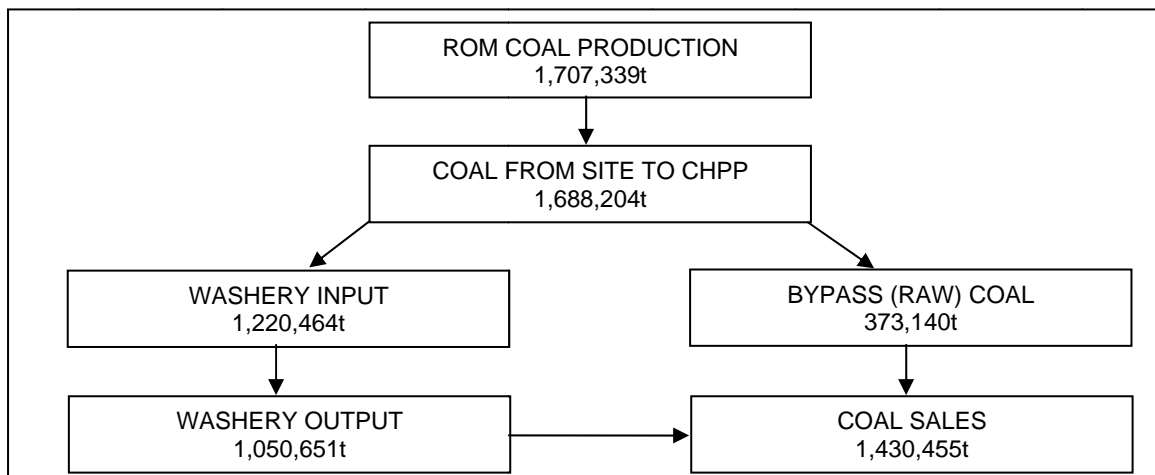 ROM COAL PRODUCTION
1,707,339t
COAL FROM SITE TO CHPP
1,688,204t
WASHERY INPUT
1,220,464t
BYPASS (RAW) COAL
373,140t
WASHERY OUTPUT
1,050,651t
COAL SALES
1,430,455t